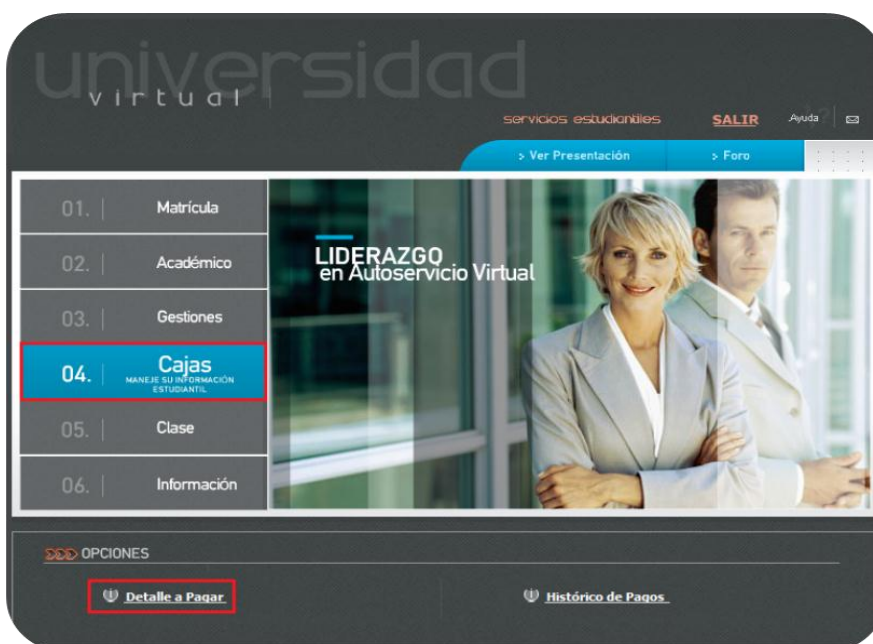 universidad
virtual
servicios estudiantiles
SALIR
Ayuda
> Ver Presentación
> Foro
01. | Matrícula
02. | Académico
03. | Gestiones
04. | Cajas
MANEJE SU INFORMACIÓN
ESTUDIANTIL
05. | Clase
06. | Información
LIDERAZGO
en Autoservicio Virtual
OPCIONES
Detalle a Pagar
Histórico de Pagos